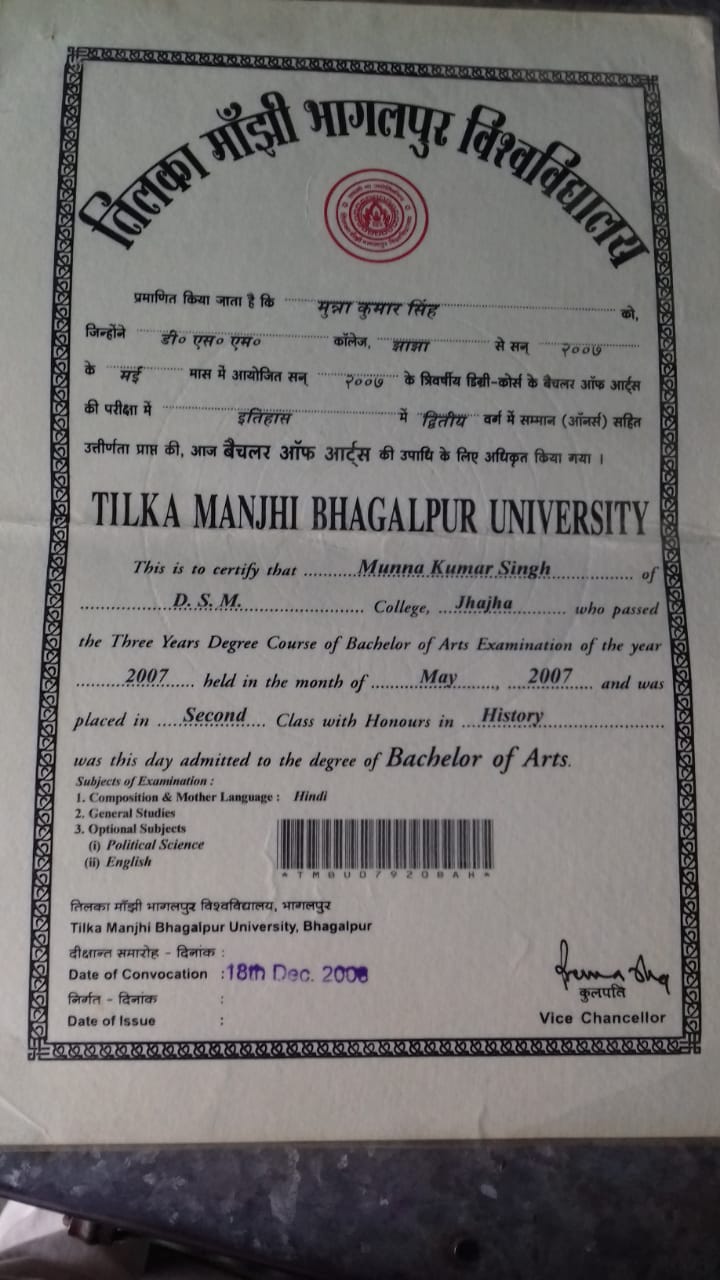 तिलका माँझी भागलपुर विश्वविद्यालय
प्रमाणित किया जाता है कि मुन्ना कुमार सिंह को,
जिन्होंने डी० एस० एम० कॉलेज, झाझा से सन् २००७
के मई मास में आयोजित सन् २००७ के त्रिवर्षीय डिग्री-कोर्स के बैचलर ऑफ आर्ट्स
की परीक्षा में इतिहास में द्वितीय वर्ग में सम्मान (ऑनर्स) सहित
उत्तीर्णता प्राप्त की, आज बैचलर ऑफ आर्ट्स की उपाधि के लिए अधिकृत किया गया ।
TILKA MANJHI BHAGALPUR UNIVERSITY
This is to certify that Munna Kumar Singh of
D. S. M. College, Jhajha who passed
the Three Years Degree Course of Bachelor of Arts Examination of the year
2007 held in the month of May, 2007 and was
placed in Second Class with Honours in History
was this day admitted to the degree of Bachelor of Arts.
Subjects of Examination :
1. Composition & Mother Language : Hindi
2. General Studies
3. Optional Subjects
(i) Political Science
(ii) English
*TMBU07920BAH*
तिलका माँझी भागलपुर विश्वविद्यालय, भागलपुर
Tilka Manjhi Bhagalpur University, Bhagalpur
दीक्षान्त समारोह - दिनांक :
Date of Convocation : 18th Dec. 2008
निर्गत - दिनांक :
Date of Issue :
कुलपति
Vice Chancellor